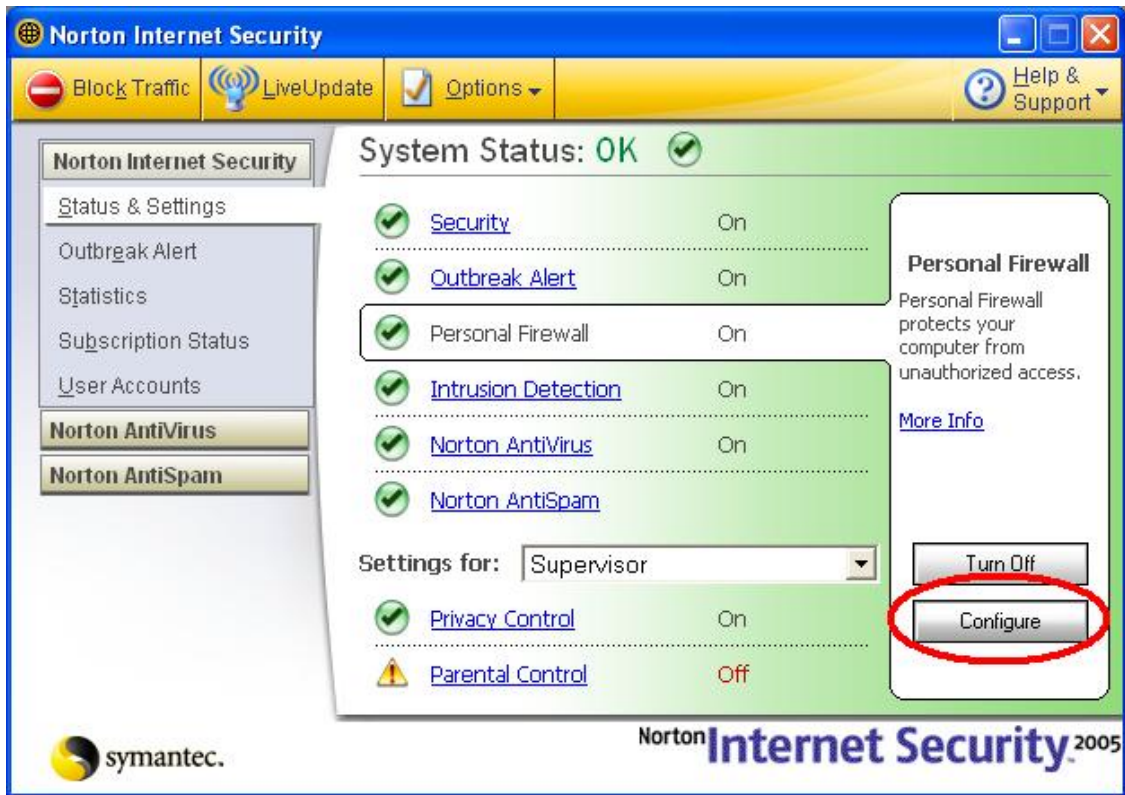 Norton Internet Security
Block Traffic
LiveUpdate
Options
Help &
Support
Norton Internet Security
Status & Settings
Outbreak Alert
Statistics
Subscription Status
User Accounts
Norton AntiVirus
Norton AntiSpam
System Status: OK
Security On
Outbreak Alert On
Personal Firewall On
Intrusion Detection On
Norton AntiVirus On
Norton AntiSpam
Settings for: Supervisor
Privacy Control On
Parental Control Off
Personal Firewall
Personal Firewall
protects your
computer from
unauthorized access.
More Info
Turn Off
Configure
symantec.
Norton Internet Security 2005